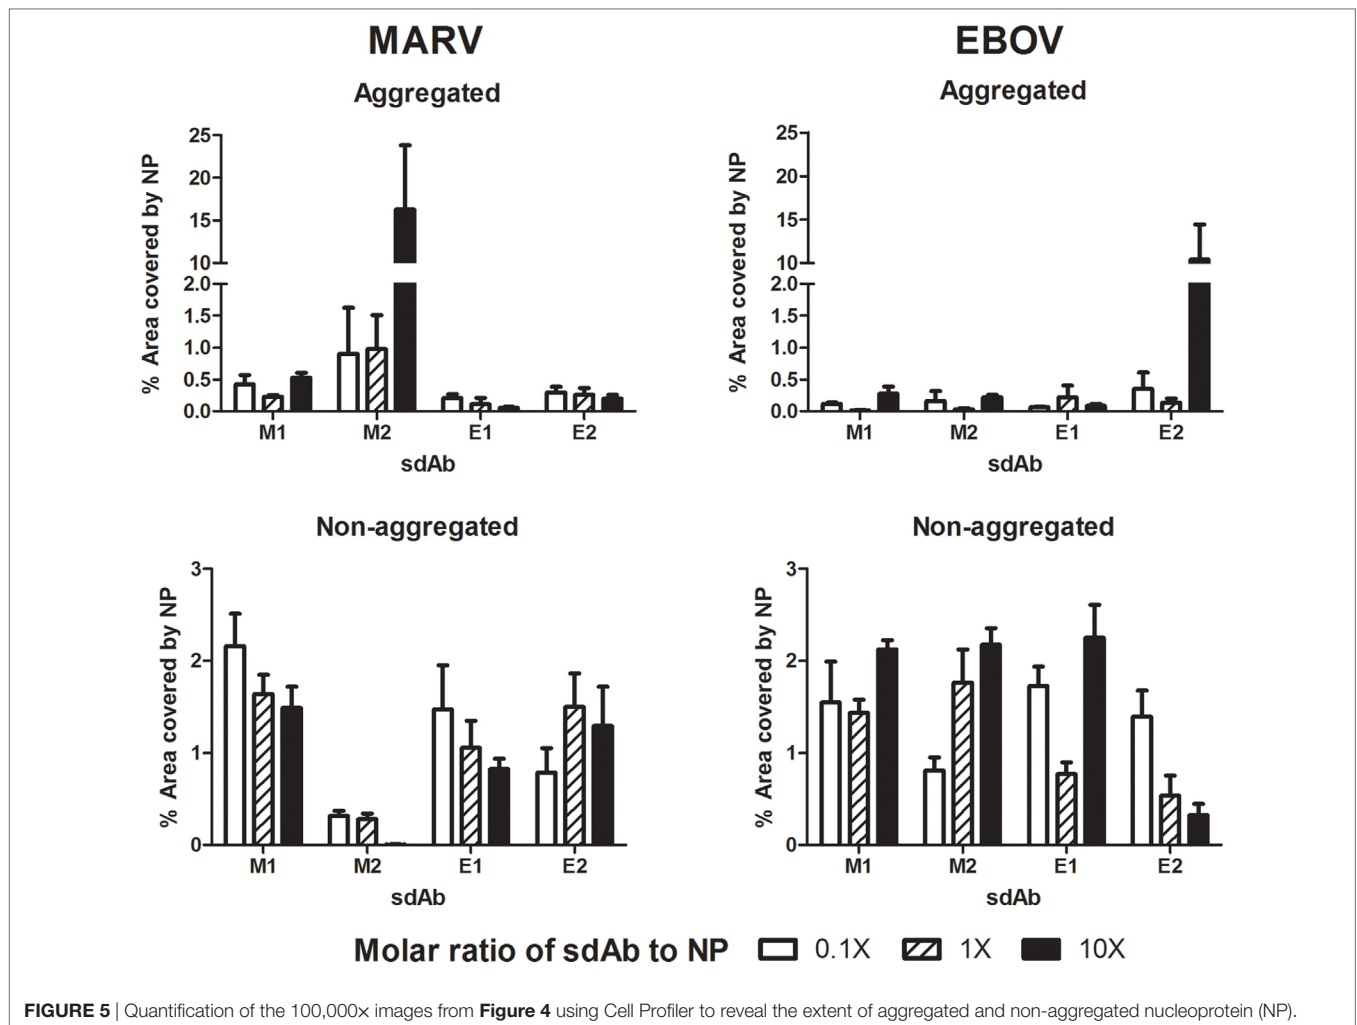 MARV
Aggregated
% Area covered by NP
25
20
15
10
2.0
1.5
1.0
0.5
0.0
M1 M2 E1 E2
sdAb
EBOV
Aggregated
% Area covered by NP
25
20
15
10
2.0
1.5
1.0
0.5
0.0
M1 M2 E1 E2
sdAb
Non-aggregated
% Area covered by NP
3
2
1
0
M1 M2 E1 E2
sdAb
Non-aggregated
% Area covered by NP
3
2
1
0
M1 M2 E1 E2
sdAb
Molar ratio of sdAb to NP 0.1X 1X 10X
FIGURE 5 | Quantification of the 100,000× images from Figure 4 using Cell Profiler to reveal the extent of aggregated and non-aggregated nucleoprotein (NP).